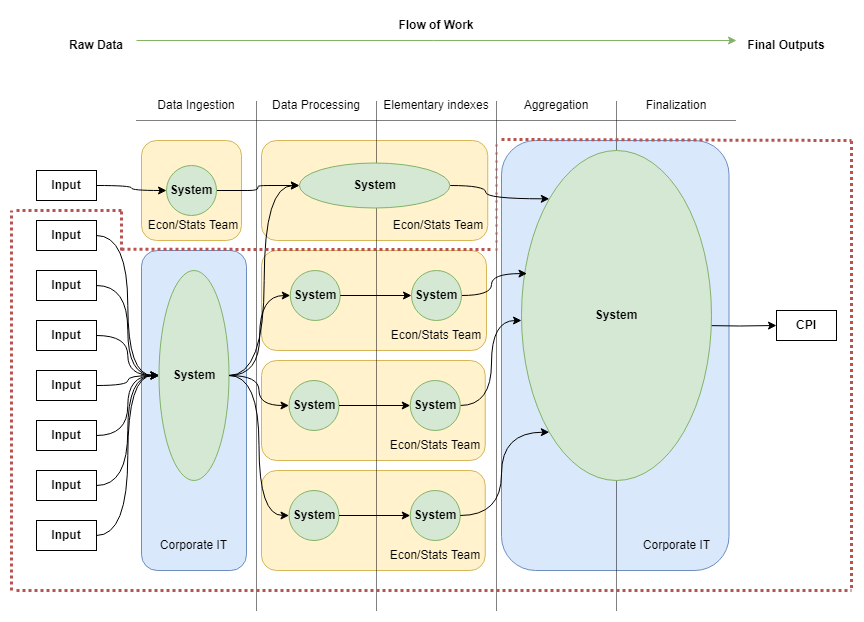 Flow of Work
Raw Data
Final Outputs
Data Ingestion
Data Processing
Elementary indexes
Aggregation
Finalization
Input
System
Econ/Stats Team
System
Econ/Stats Team
Input
Input
Input
Input
Input
Input
Input
System
Corporate IT
System
System
Econ/Stats Team
System
System
Econ/Stats Team
System
System
Econ/Stats Team
System
Corporate IT
CPI